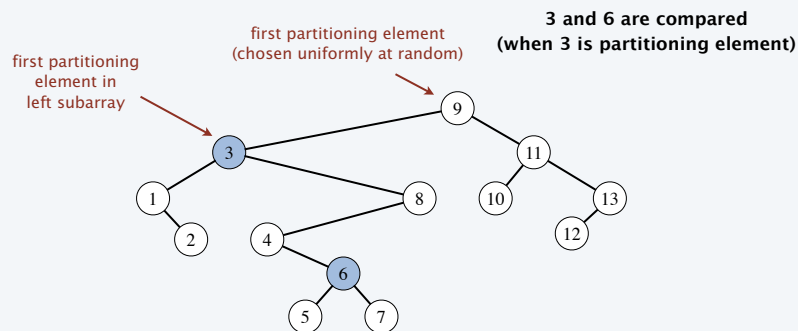 3 and 6 are compared
(when 3 is partitioning element)
first partitioning element
(chosen uniformly at random)
first partitioning
element in
left subarray
9
3
11
1
8
10
13
2
4
12
6
5
7